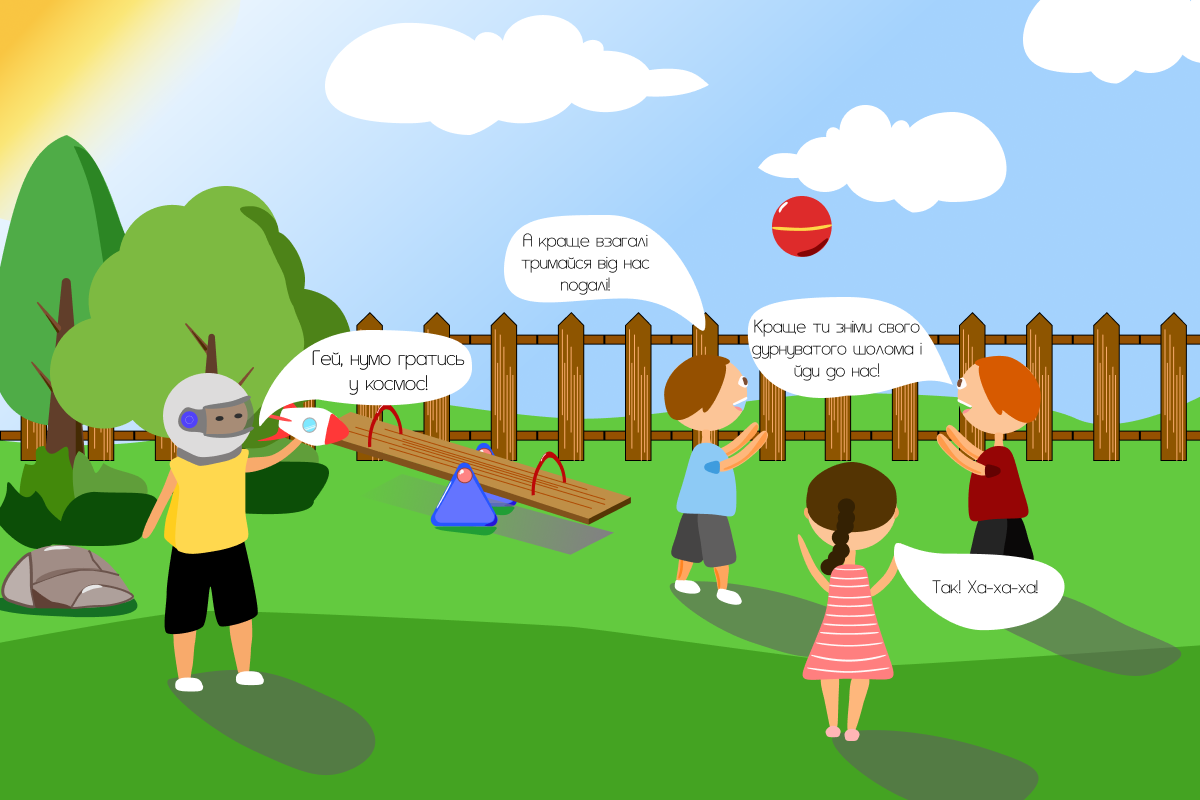 А краще взагалі
тримайся від нас
подалі!
Краще ти зніми свого
дурнуватого шолома і
йди до нас!
Гей, нумо гратись
у космос!
Так! Ха-ха-ха!